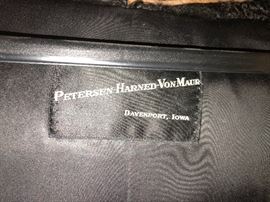 PETERSEN-HARNED-VON MAUR
DAVENPORT, IOWA